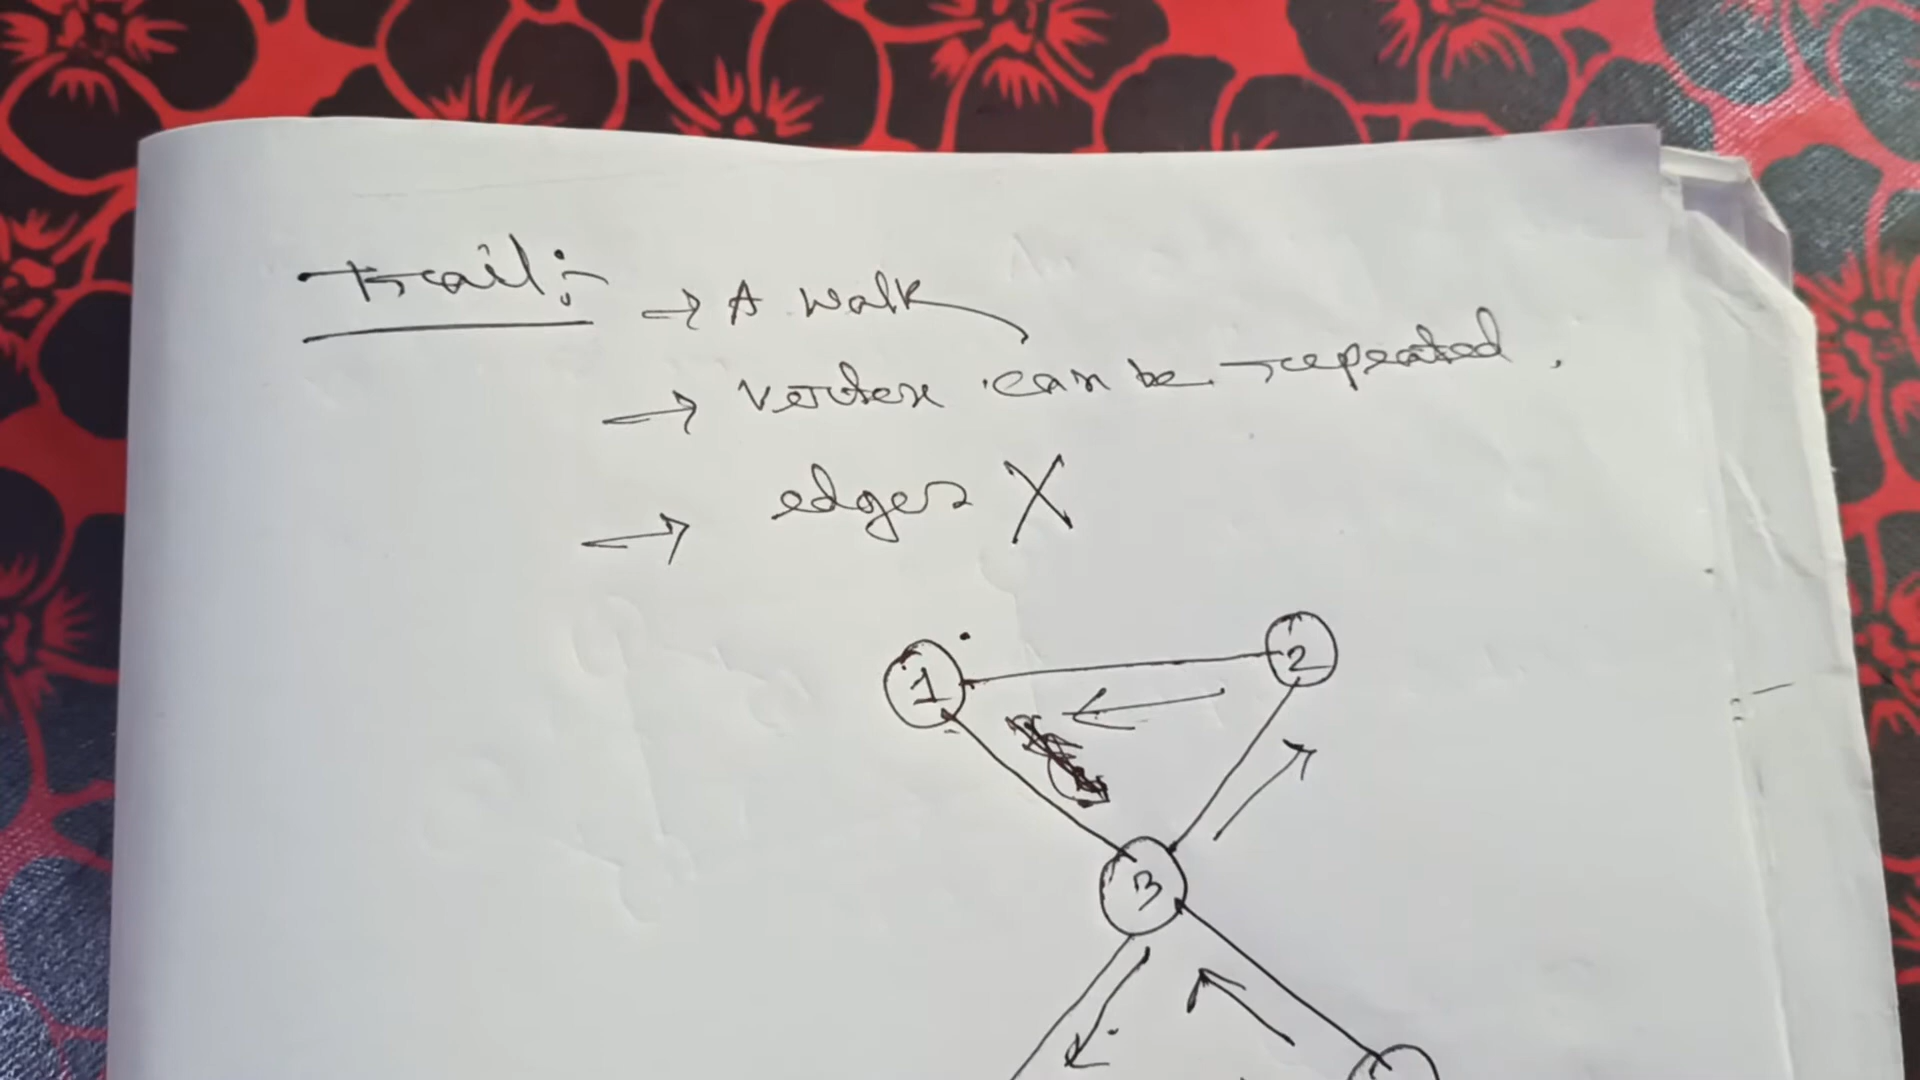 Trail :-
→ A walk
→ vertex can be repeated.
→ edges X
1
2
3